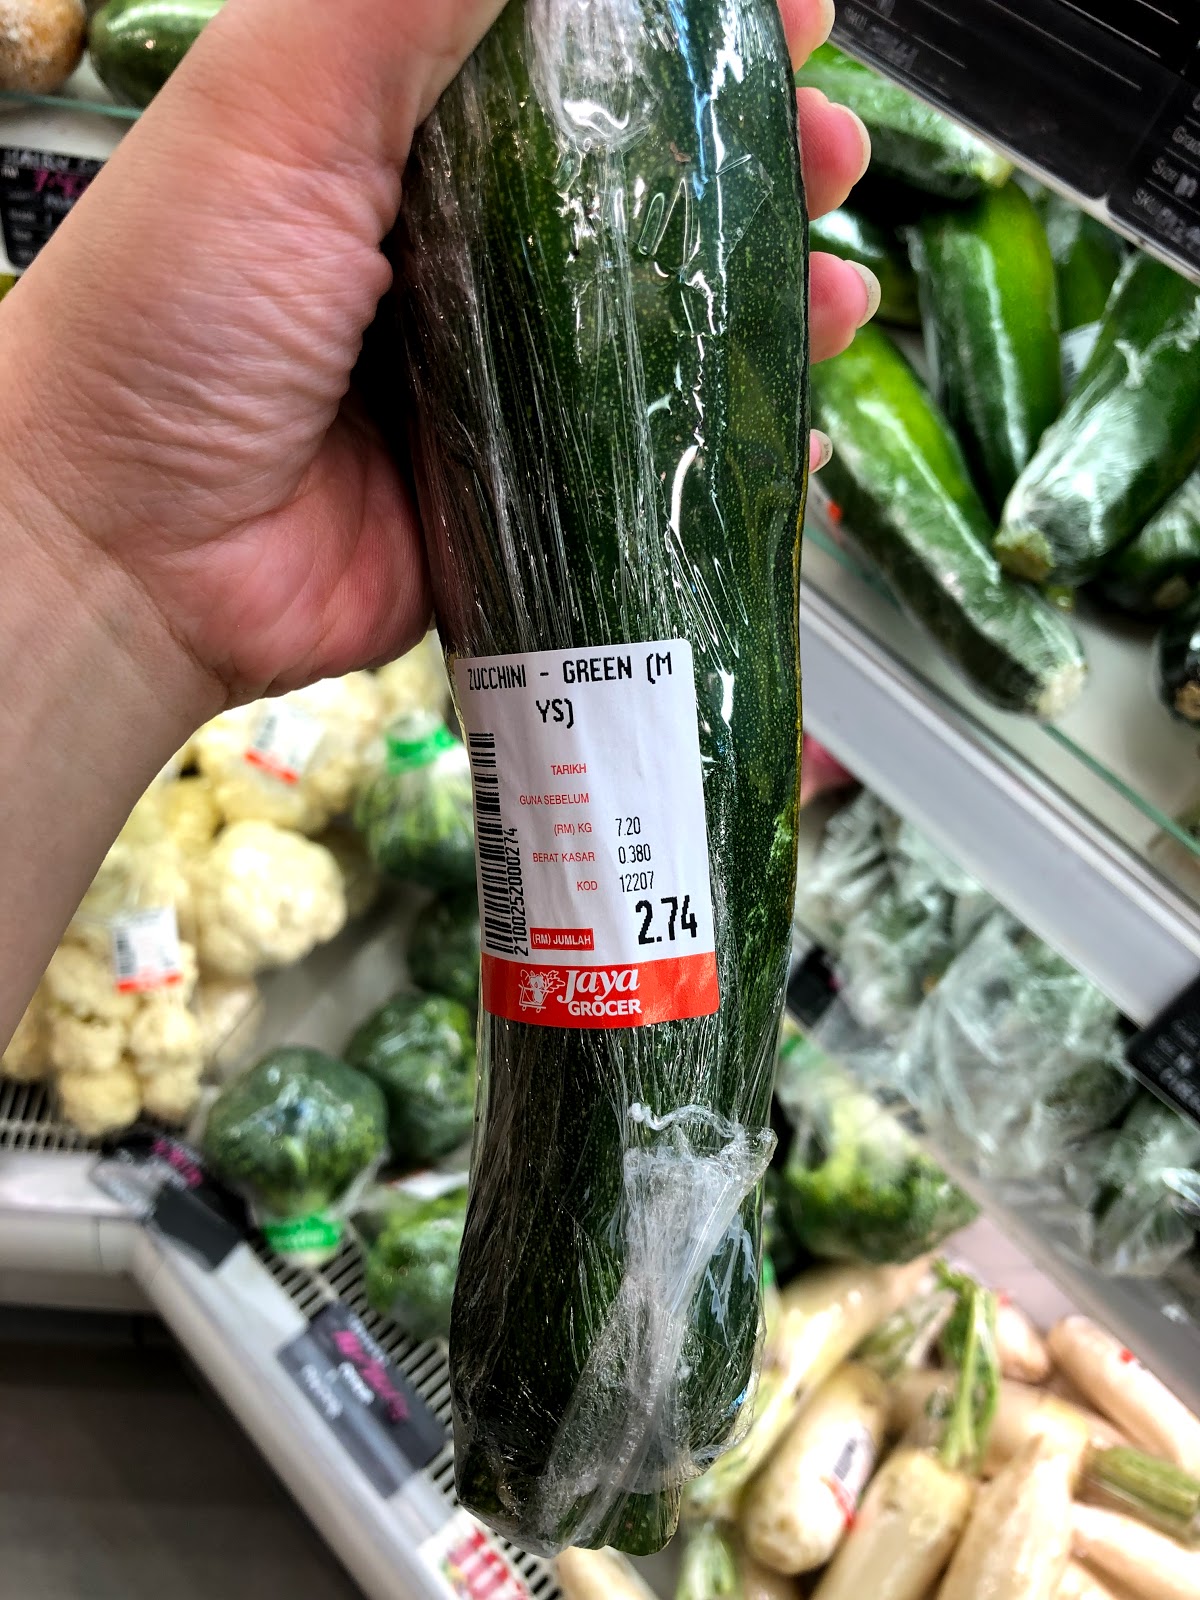 ZUCCHINI - GREEN (M
YS)
TARIKH
GUNA SEBELUM
(RM) KG 7.20
BERAT KASAR 0.380
KOD 12207
(RM) JUMLAH 2.74
2100252000274
Jaya
GROCER